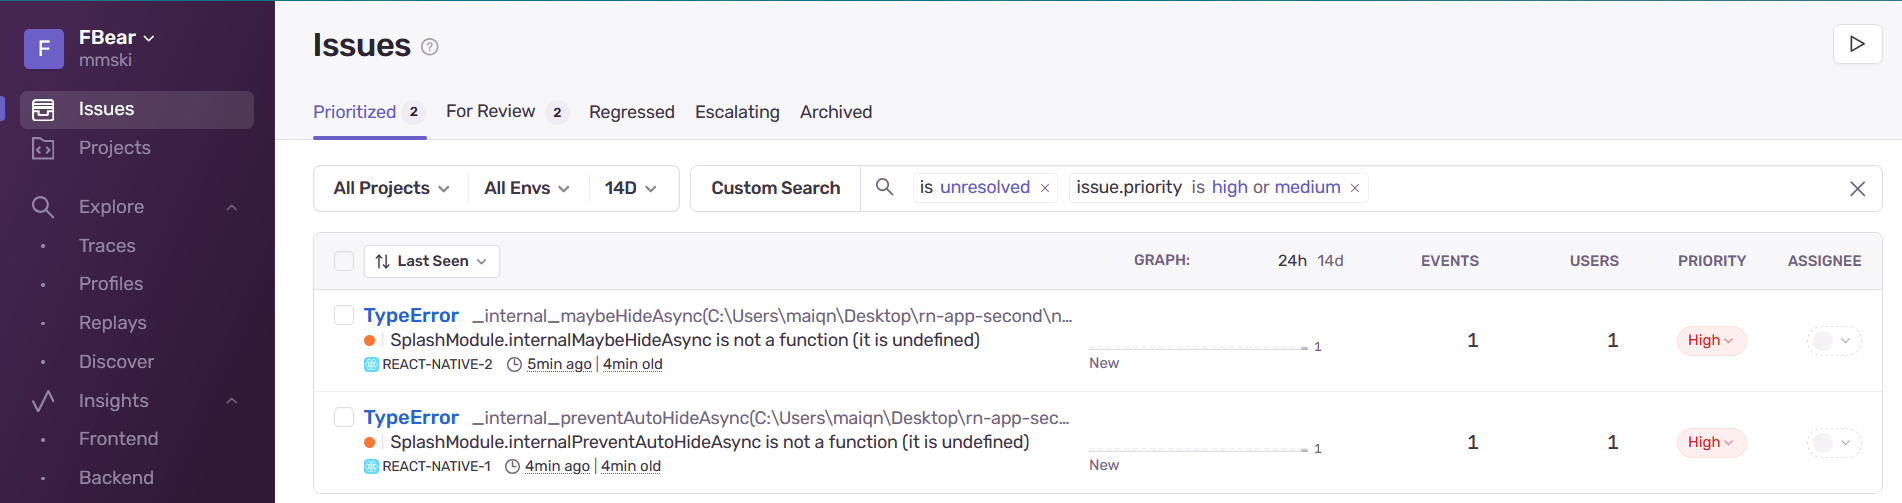 F
FBear
mmski
Issues
Projects
Explore
Traces
Profiles
Replays
Discover
Insights
Frontend
Backend
Issues ?
Prioritized 2 For Review 2 Regressed Escalating Archived
All Projects All Envs 14D Custom Search is unresolved × issue.priority is high or medium ×
Last Seen GRAPH: 24h 14d EVENTS USERS PRIORITY ASSIGNEE
TypeError _internal_maybeHideAsync(C:\Users\maiqn\Desktop\rn-app-second\n...
SplashModule.internalMaybeHideAsync is not a function (it is undefined)
REACT-NATIVE-2 5min ago | 4min old
1
New
1 1 High
TypeError _internal_preventAutoHideAsync(C:\Users\maiqn\Desktop\rn-app-sec...
SplashModule.internalPreventAutoHideAsync is not a function (it is undefined)
REACT-NATIVE-1 4min ago | 4min old
1
New
1 1 High